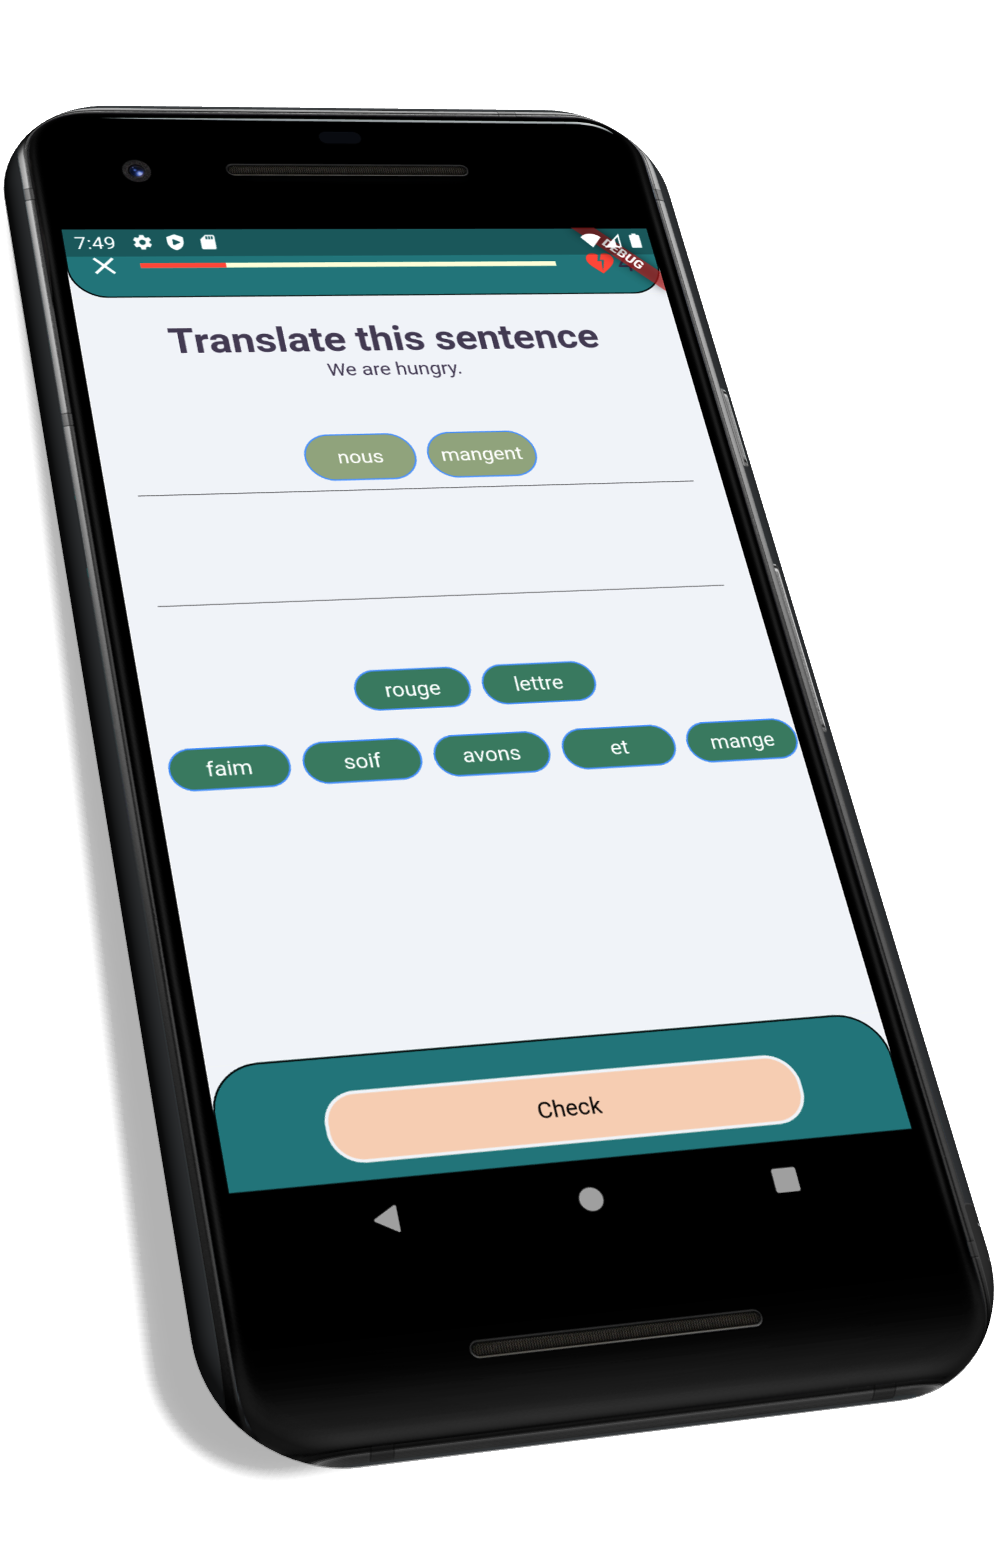 7:49
DEBUG
Translate this sentence
We are hungry.
nous mangent
rouge lettre
faim soif avons et mange
Check